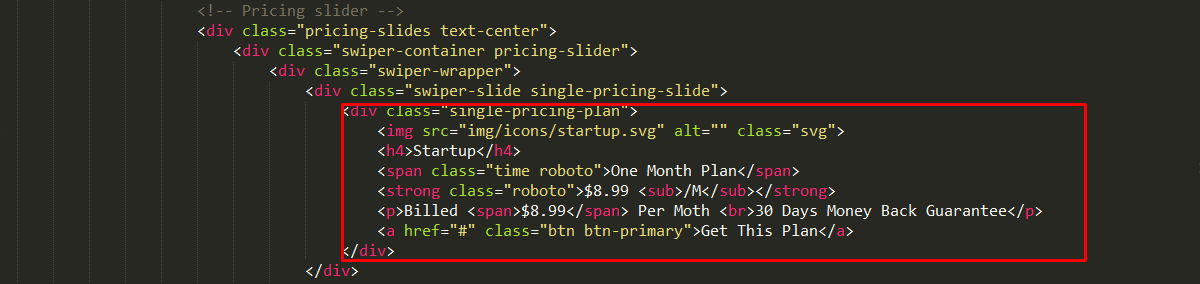 <!-- Pricing slider -->
<div class="pricing-slides text-center">
<div class="swiper-container pricing-slider">
<div class="swiper-wrapper">
<div class="swiper-slide single-pricing-slide">
<div class="single-pricing-plan">
<img src="img/icons/startup.svg" alt="" class="svg">
<h4>Startup</h4>
<span class="time roboto">One Month Plan</span>
<strong class="roboto">$8.99 <sub>/M</sub></strong>
<p>Billed <span>$8.99</span> Per Moth <br>30 Days Money Back Guarantee</p>
<a href="#" class="btn btn-primary">Get This Plan</a>
</div>
</div>